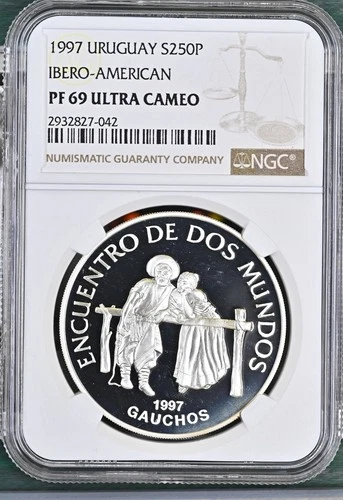 1997 URUGUAY S250P
IBERO-AMERICAN
PF 69 ULTRA CAMEO
2932827-042
NUMISMATIC GUARANTY COMPANY NGC®
ENCUENTRO DE DOS MUNDOS
1997
GAUCHOS